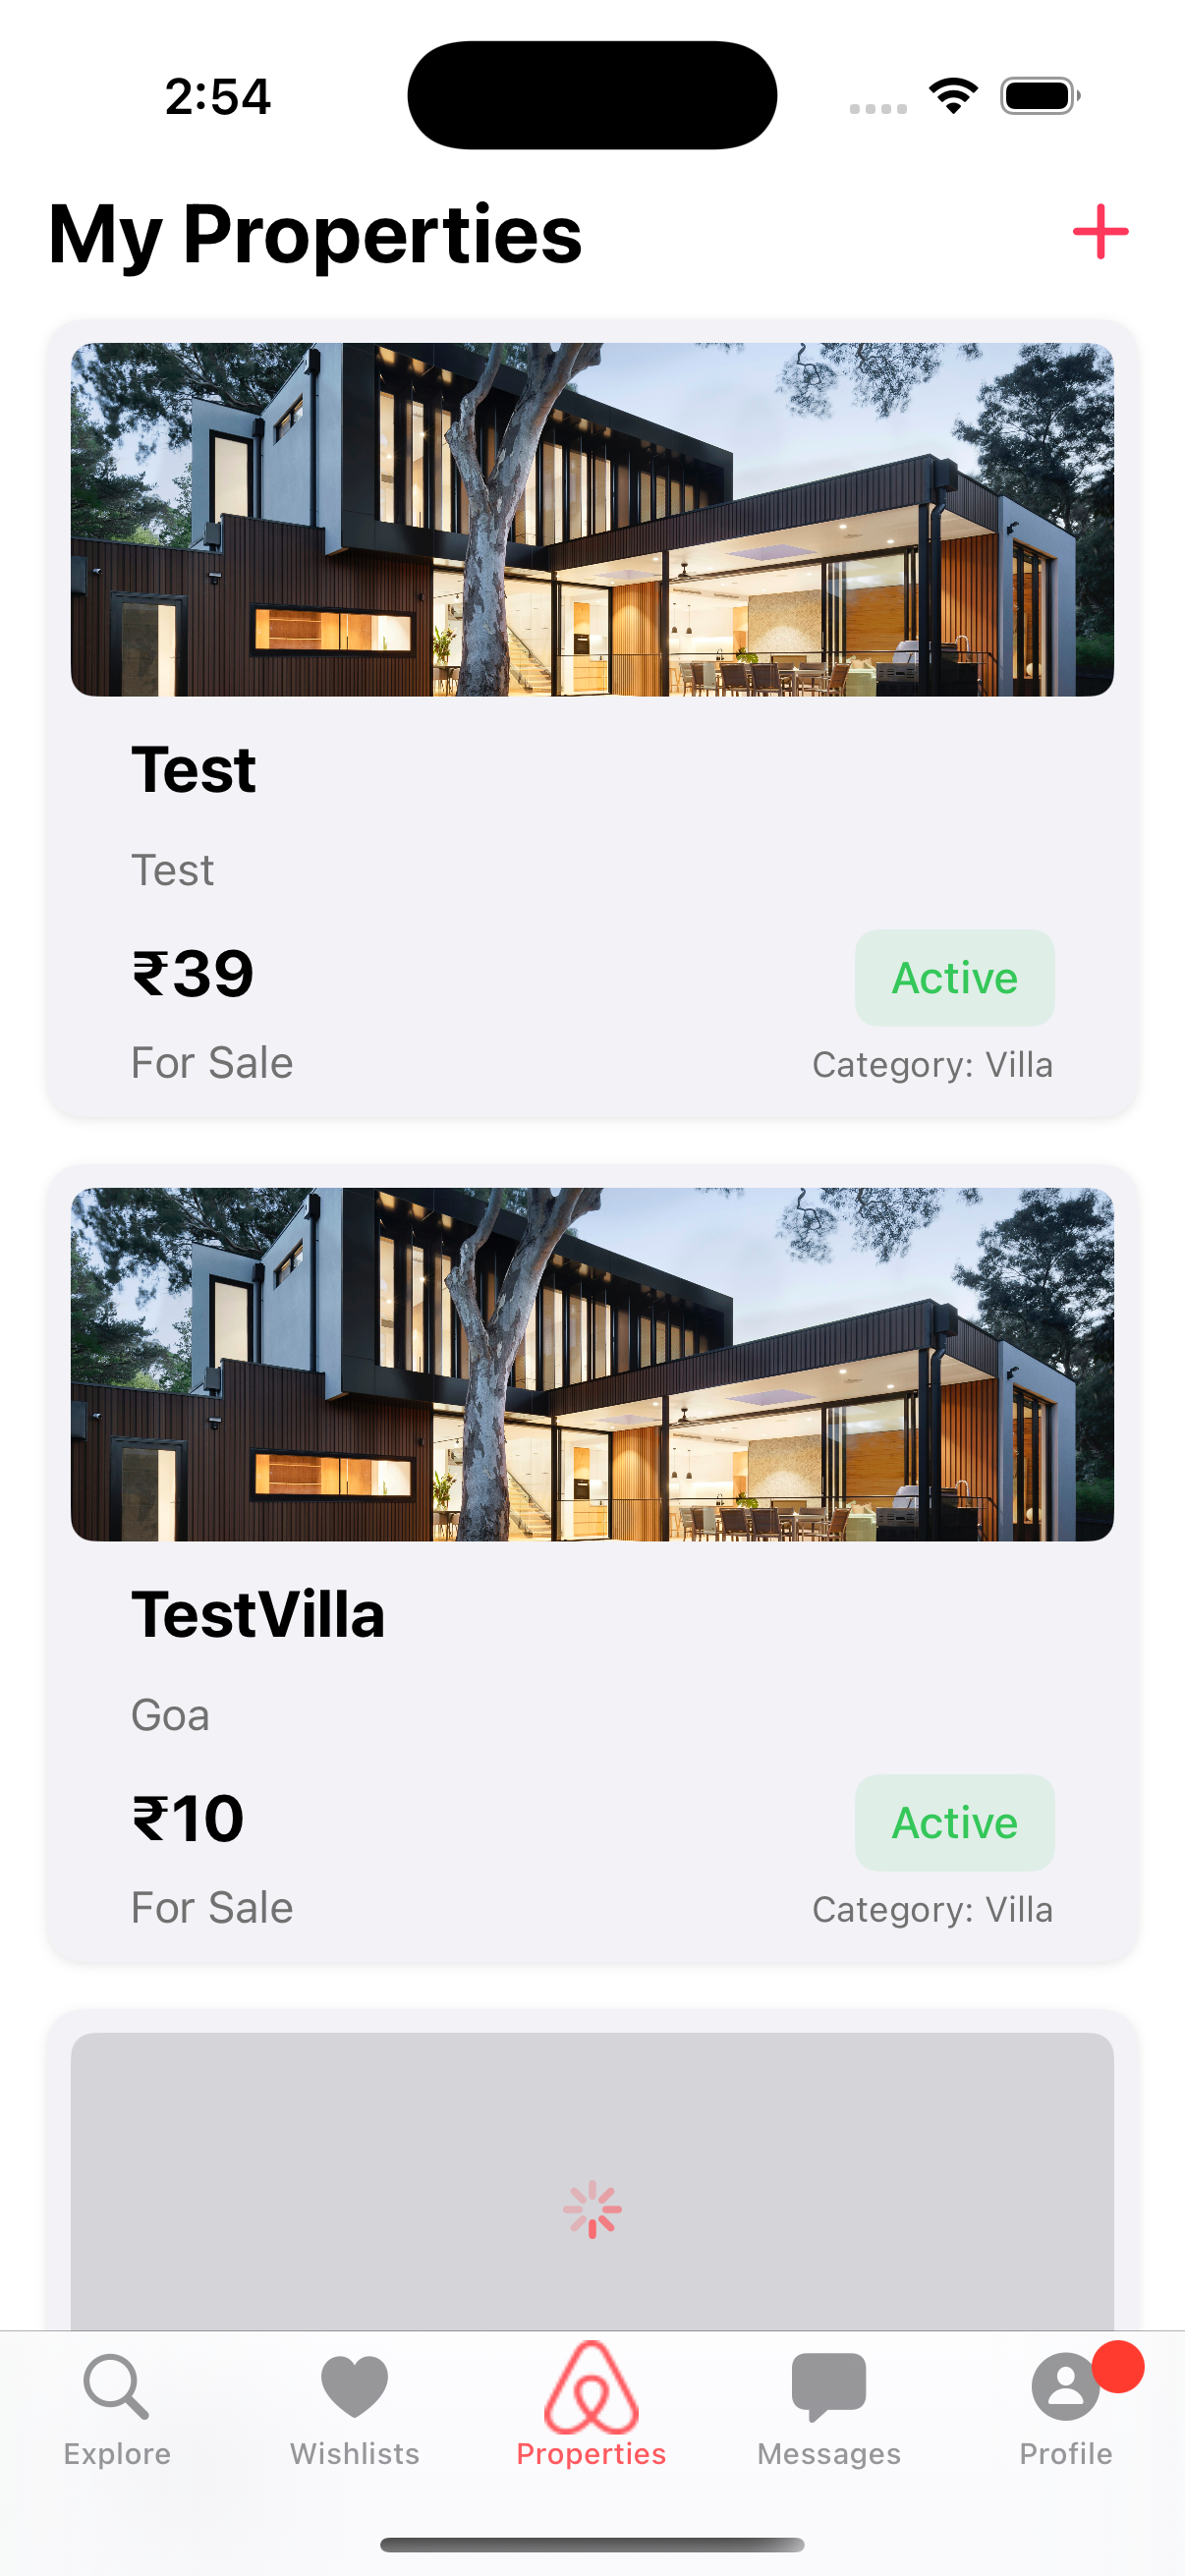 2:54
My Properties
Test
Test
₹39
Active
For Sale
Category: Villa
TestVilla
Goa
₹10
Active
For Sale
Category: Villa
Explore
Wishlists
Properties
Messages
Profile